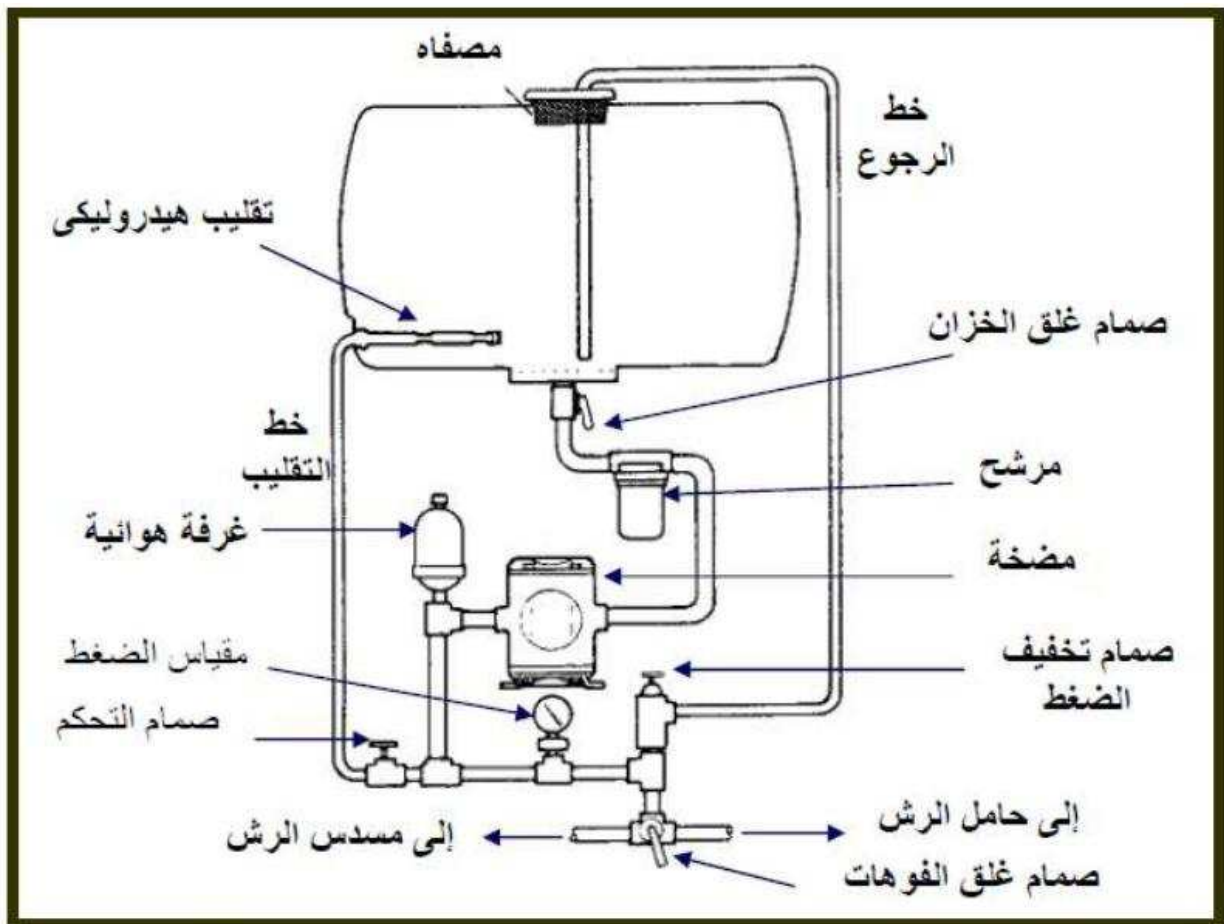 مصفاه
خط
الرجوع
تقليب هيدروليكى
صمام غلق الخزان
خط
التقليب
مرشح
غرفة هوائية
مضخة
مقياس الضغط
صمام تخفيف
الضغط
صمام التحكم
إلى حامل الرش
إلى مسدس الرش
صمام غلق الفوهات